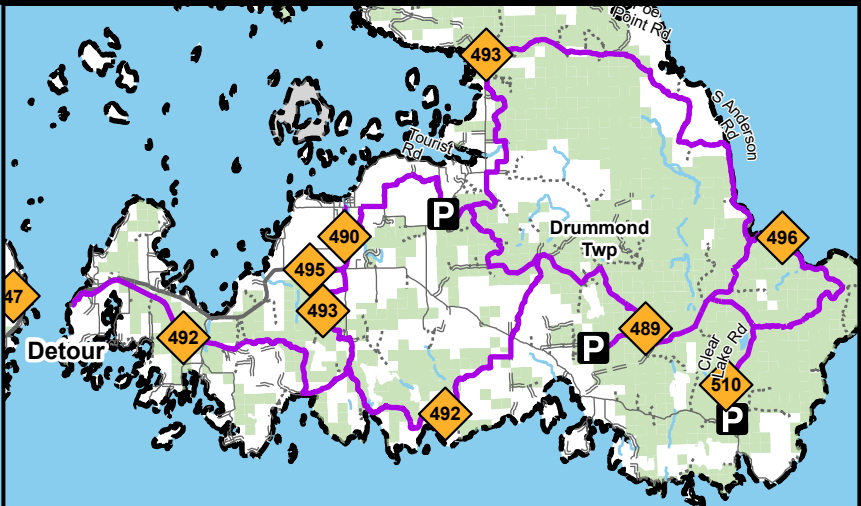 Point Rd
493
S Anderson
Rd
Tourist
Rd
P
490
Drummond
Twp
496
495
47
493
492
Detour
489
P
Clear
Lake Rd
510
P
492